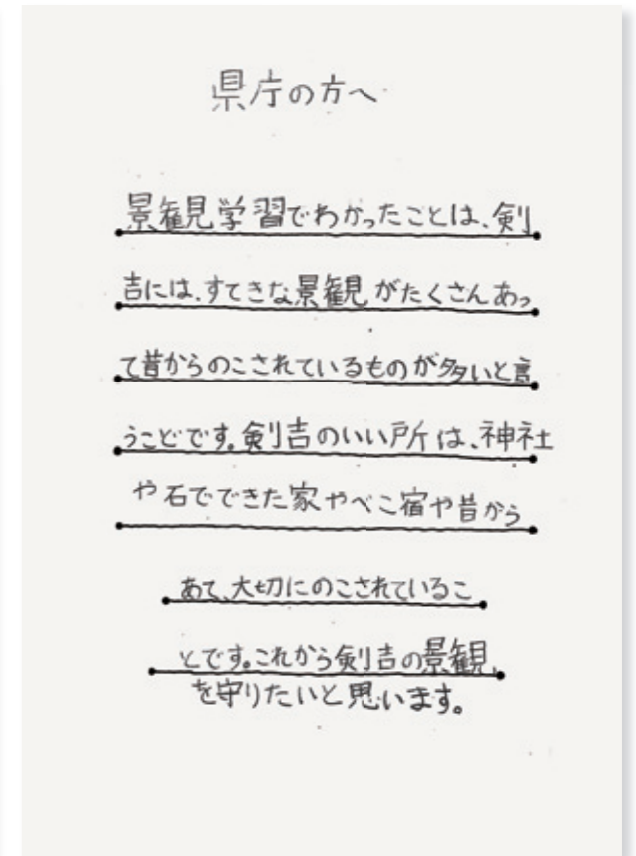 県庁の方へ
景観学習でわかったことは、剣
吉には、すてきな景観がたくさんあっ
て昔からのこされているものが多いと言
うことです。剣吉のいい所は、神社
や石でできた家やべこ宿や昔から
あて、大切にのこされているこ
とです。これから剣吉の景観、
を守りたいと思います。